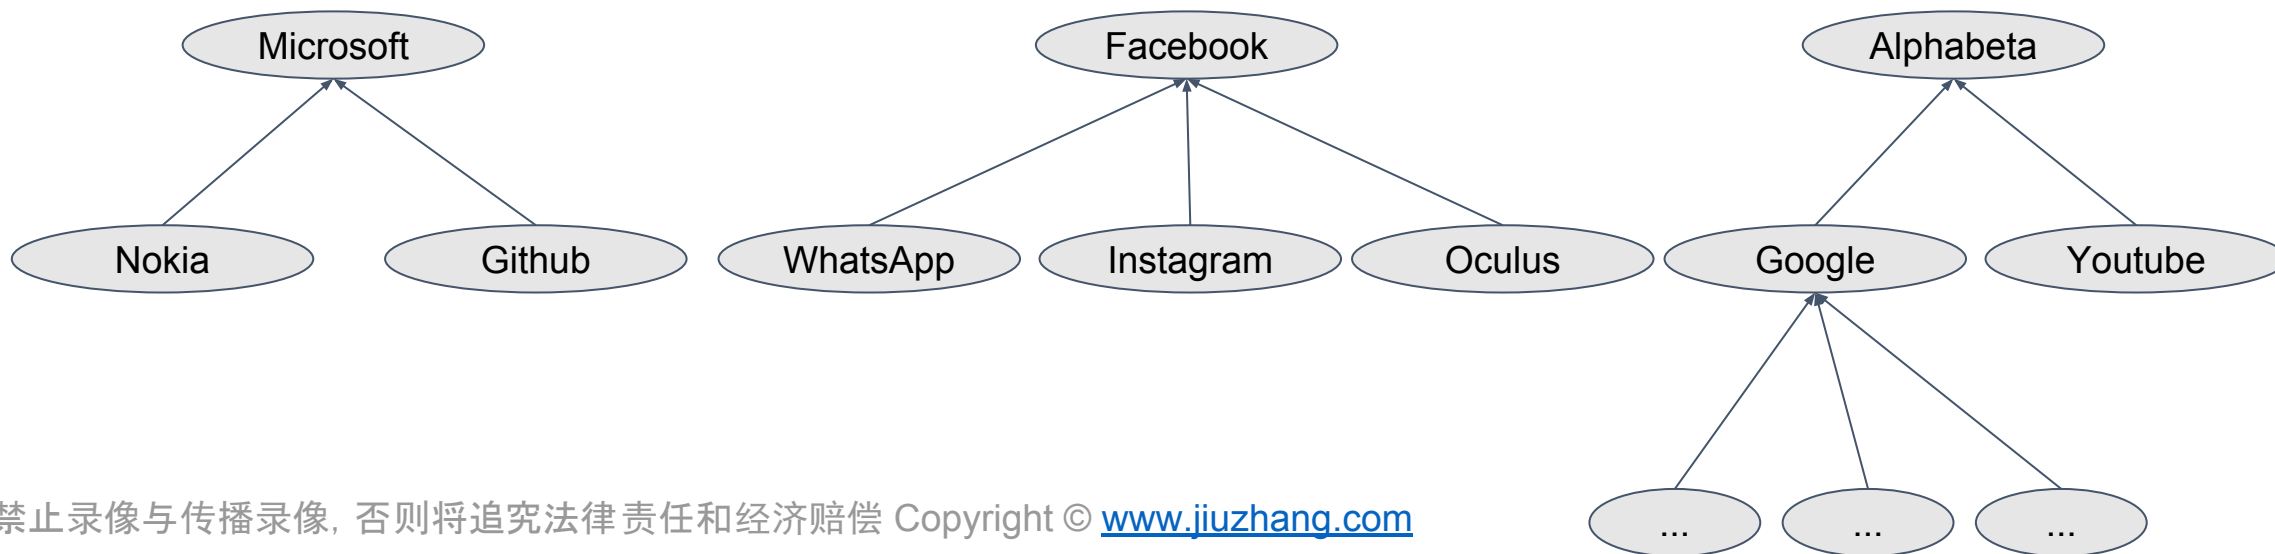 Microsoft Facebook Alphabeta
Nokia Github WhatsApp Instagram Oculus Google Youtube
禁止录像与传播录像, 否则将追究法律责任和经济赔偿 Copyright © www.jiuzhang.com
... ... ...